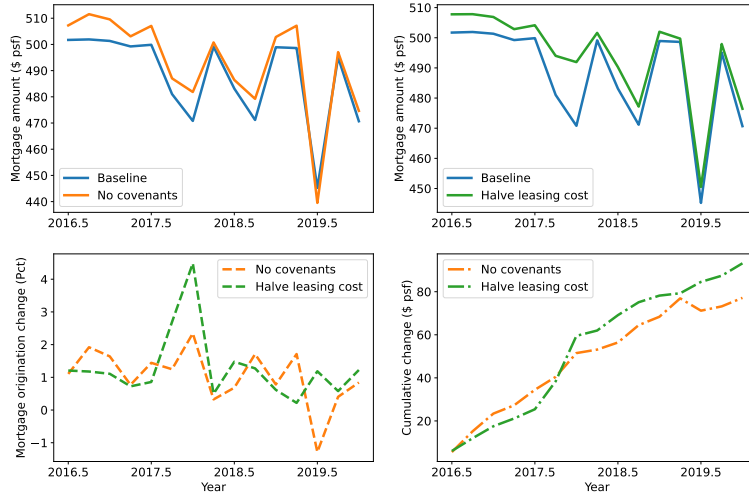 Mortgage amount ($ psf)
510
500
490
480
470
460
450
440
Baseline
No covenants
2016.5 2017.5 2018.5 2019.5
Mortgage amount ($ psf)
510
500
490
480
470
460
450
Baseline
Halve leasing cost
2016.5 2017.5 2018.5 2019.5
Mortgage origination change (Pct)
4
3
2
1
0
−1
No covenants
Halve leasing cost
2016.5 2017.5 2018.5 2019.5
Year
Cumulative change ($ psf)
80
60
40
20
No covenants
Halve leasing cost
2016.5 2017.5 2018.5 2019.5
Year